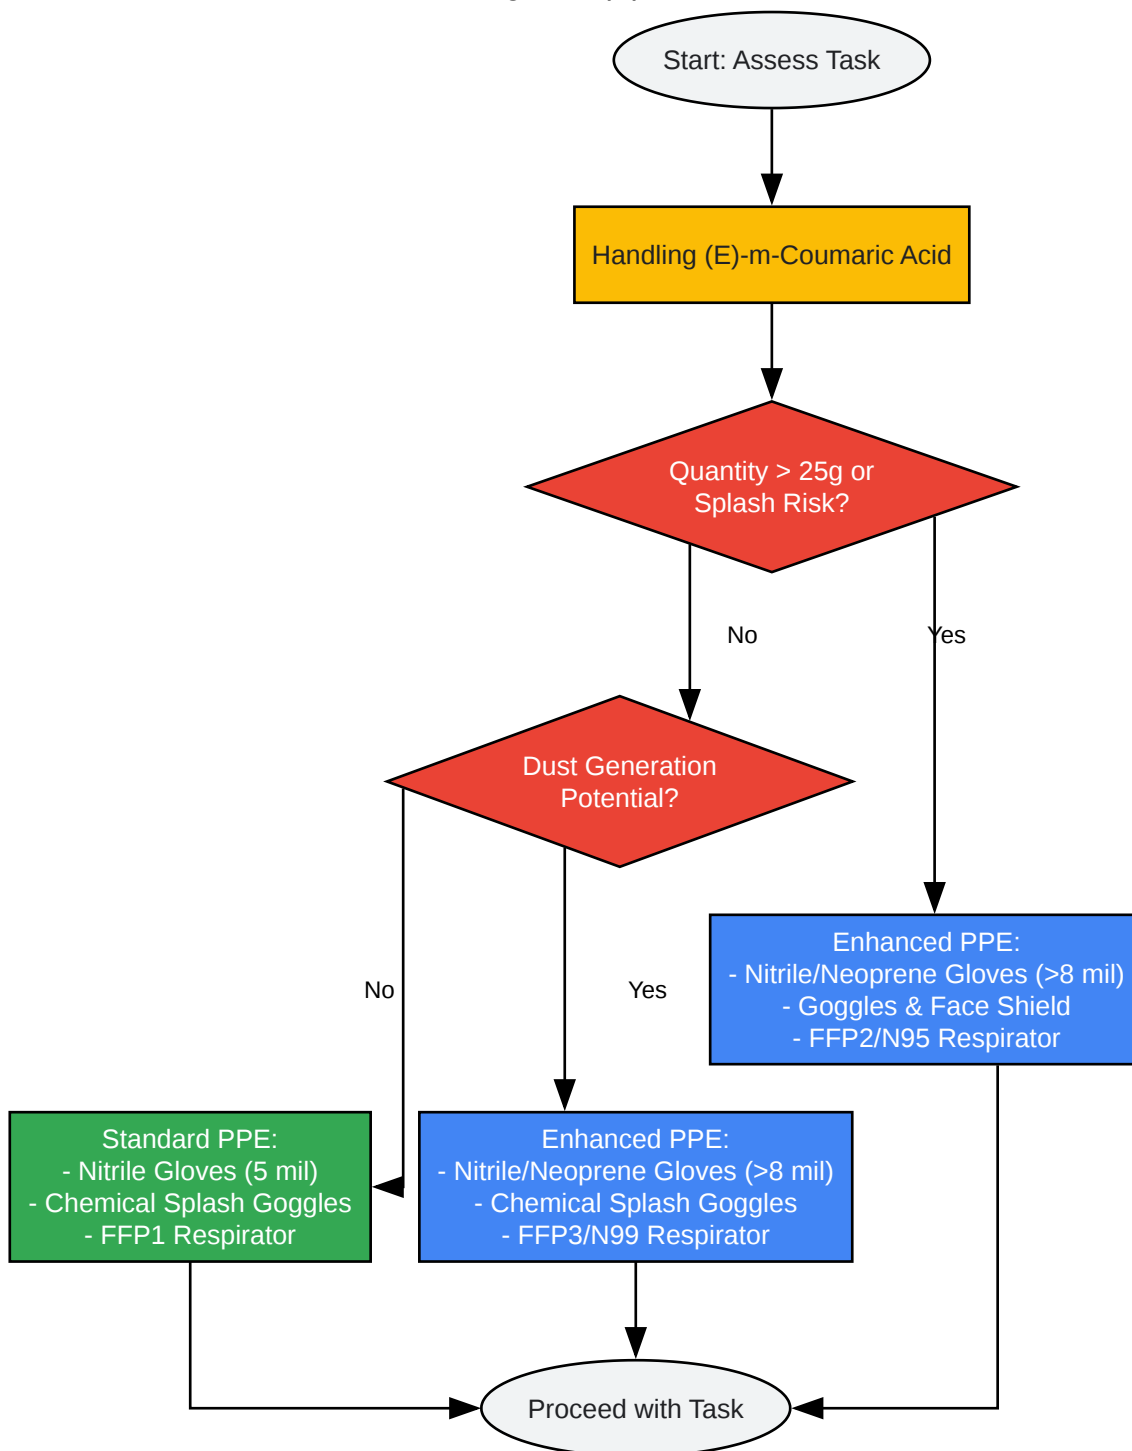 Start: Assess Task
Handling (E)-m-Coumaric Acid
Quantity > 25g or
Splash Risk?
No
Yes
Dust Generation
Potential?
No
Yes
Enhanced PPE:
- Nitrile/Neoprene Gloves (>8 mil)
- Goggles & Face Shield
- FFP2/N95 Respirator
Standard PPE:
- Nitrile Gloves (5 mil)
- Chemical Splash Goggles
- FFP1 Respirator
Enhanced PPE:
- Nitrile/Neoprene Gloves (>8 mil)
- Chemical Splash Goggles
- FFP3/N99 Respirator
Proceed with Task